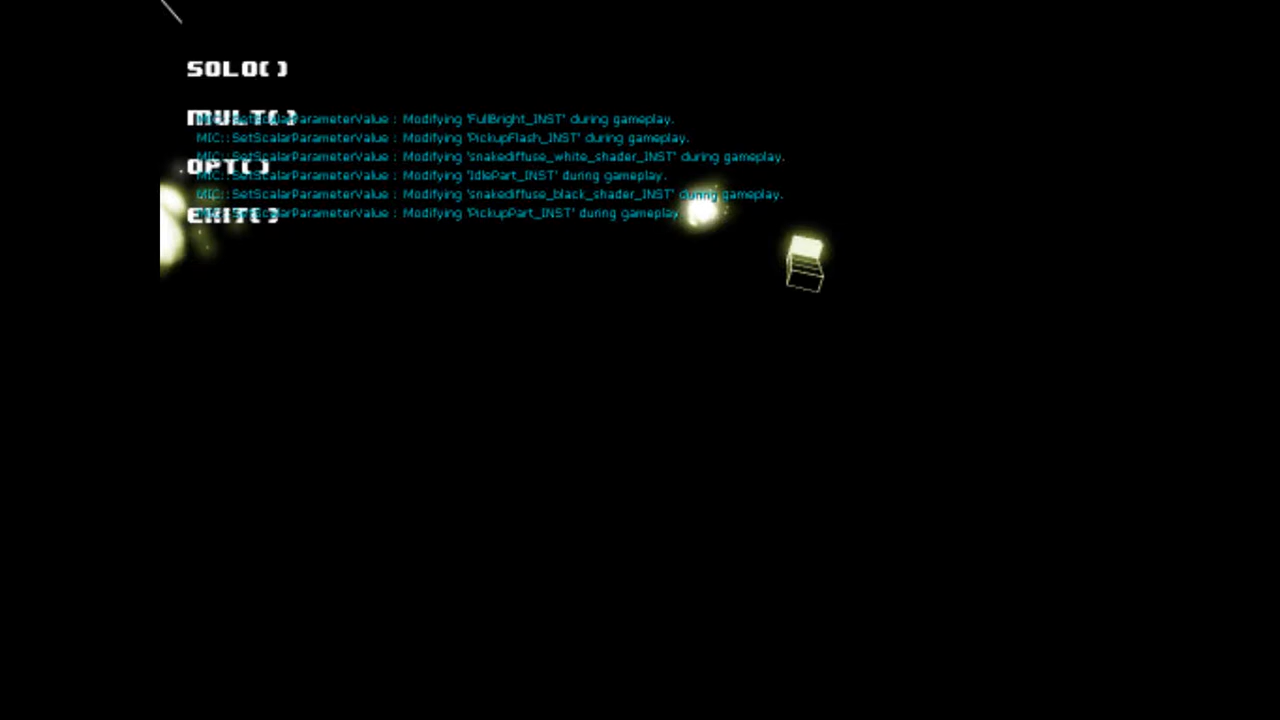 SOLO( )
MULT( )
MIC::SetScalarParameterValue : Modifying 'FullBright_INST' during gameplay.
MIC::SetScalarParameterValue : Modifying 'PickupFlash_INST' during gameplay.
MIC::SetScalarParameterValue : Modifying 'snakediffuse_white_shader_INST' during gameplay.
OPT( )
MIC::SetScalarParameterValue : Modifying 'IdlePart_INST' during gameplay.
MIC::SetScalarParameterValue : Modifying 'snakediffuse_black_shader_INST' during gameplay.
EXIT( )
MIC::SetScalarParameterValue : Modifying 'PickupPart_INST' during gameplay.